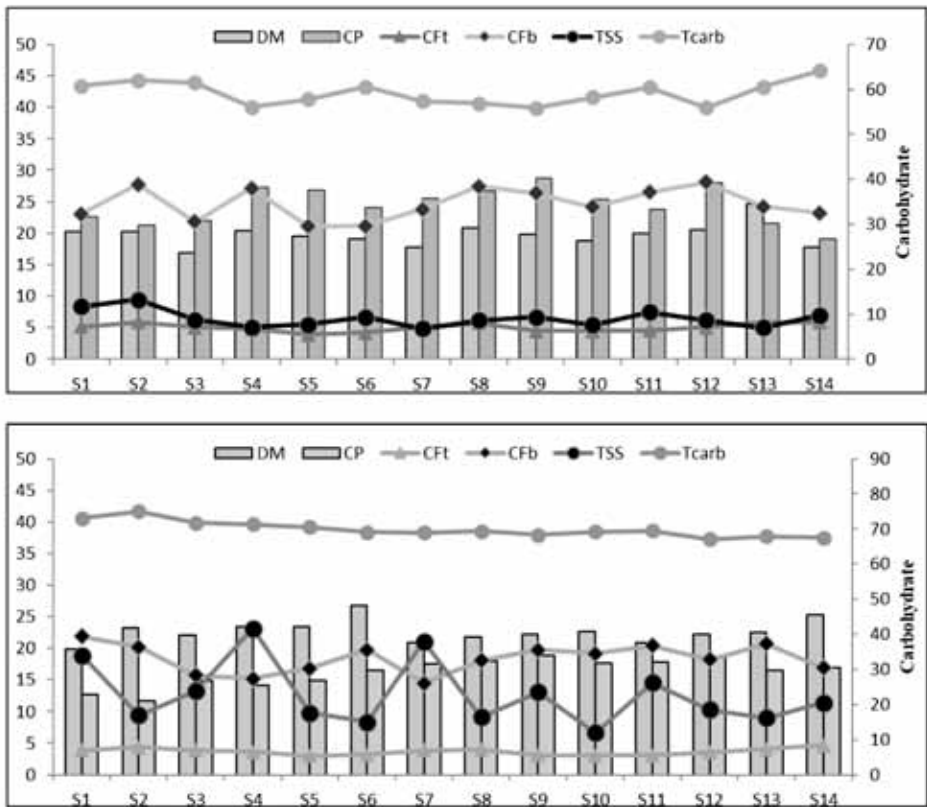 DM CP CFt CFb TSS Tcarb
50 45 40 35 30 25 20 15 10 5 0
70 60 50 40 30 20 10 0
Carbohydrate
S1 S2 S3 S4 S5 S6 S7 S8 S9 S10 S11 S12 S13 S14
DM CP CFt CFb TSS Tcarb
50 45 40 35 30 25 20 15 10 5 0
90 80 70 60 50 40 30 20 10 0
Carbohydrate
S1 S2 S3 S4 S5 S6 S7 S8 S9 S10 S11 S12 S13 S14